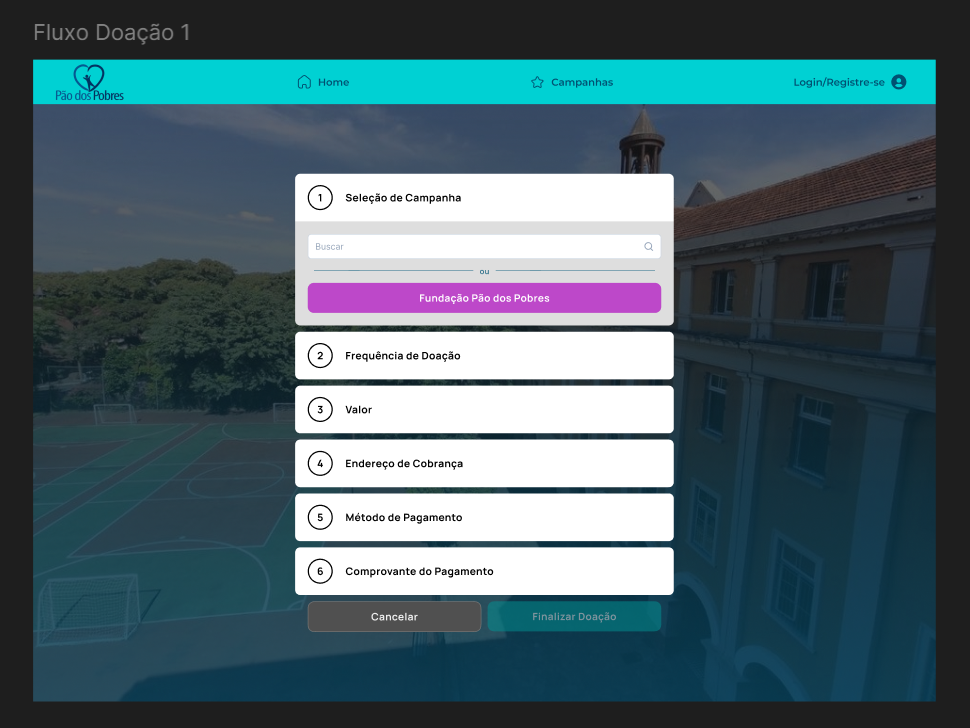 Fluxo Doação 1
Pão dos Pobres
Home
Campanhas
Login/Registre-se
1
Seleção de Campanha
Buscar
ou
Fundação Pão dos Pobres
2
Frequência de Doação
3
Valor
4
Endereço de Cobrança
5
Método de Pagamento
6
Comprovante do Pagamento
Cancelar
Finalizar Doação